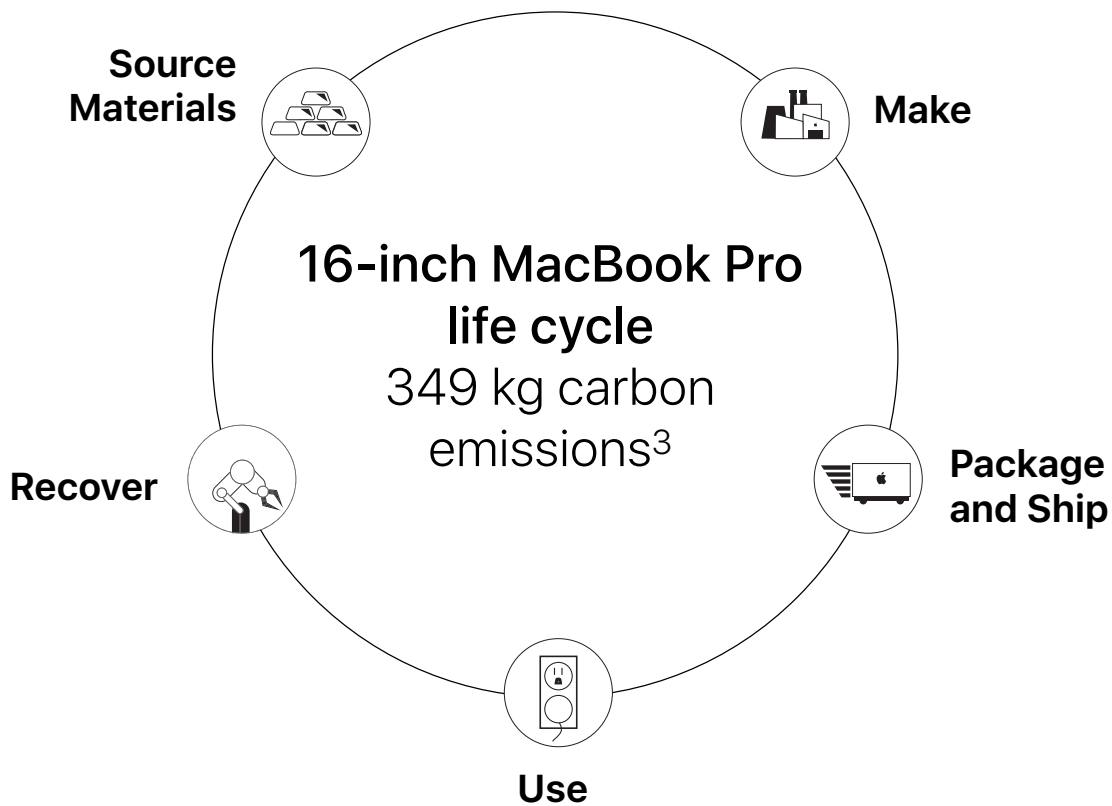 Source
Materials
Make
16-inch MacBook Pro
life cycle
349 kg carbon
emissions³
Recover
Package
and Ship
Use